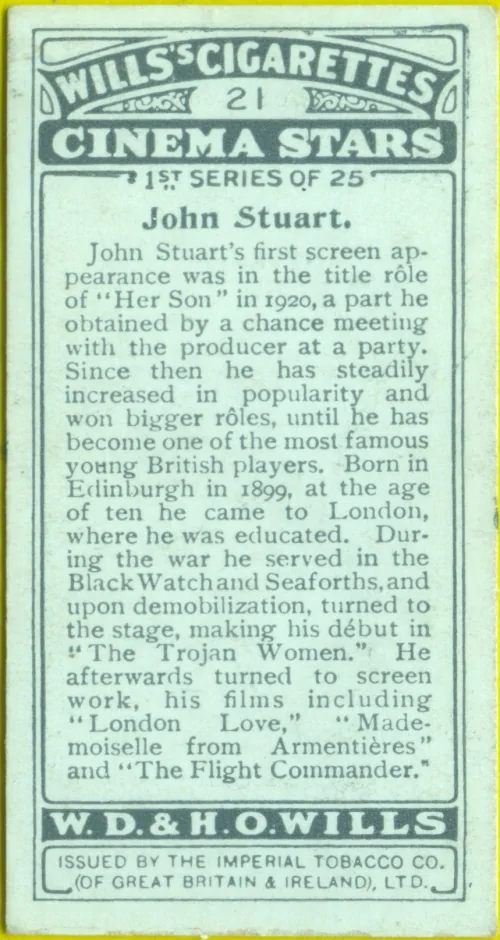 WILLS'S CIGARETTES
21
CINEMA STARS
1ST SERIES OF 25
John Stuart.
John Stuart's first screen ap-
pearance was in the title rôle
of "Her Son" in 1920, a part he
obtained by a chance meeting
with the producer at a party.
Since then he has steadily
increased in popularity and
won bigger rôles, until he has
become one of the most famous
young British players. Born in
Edinburgh in 1899, at the age
of ten he came to London,
where he was educated. Dur-
ing the war he served in the
Black Watch and Seaforths, and
upon demobilization, turned to
the stage, making his début in
"The Trojan Women." He
afterwards turned to screen
work, his films including
"London Love," "Made-
moiselle from Armentières"
and "The Flight Commander."
W. D. & H. O. WILLS
ISSUED BY THE IMPERIAL TOBACCO CO.
(OF GREAT BRITAIN & IRELAND), LTD.